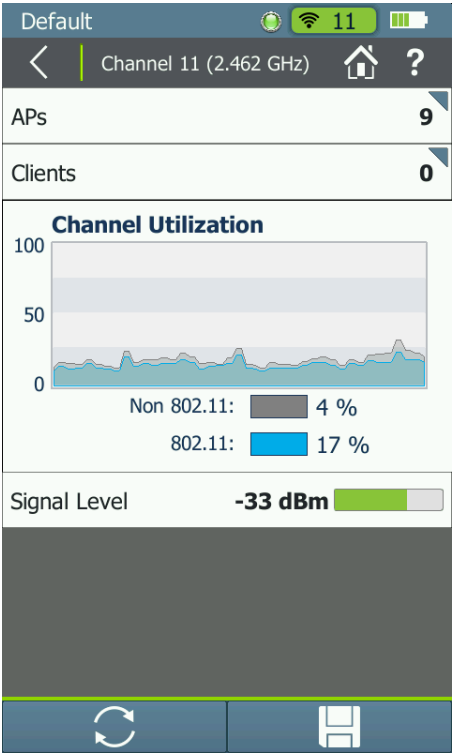 Default 11
Channel 11 (2.462 GHz) ?
APs 9
Clients 0
Channel Utilization
100
50
0
Non 802.11: 4 %
802.11: 17 %
Signal Level -33 dBm